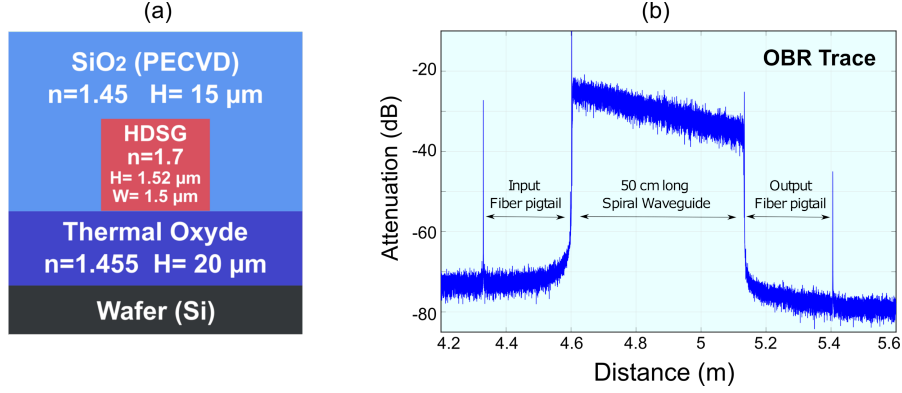 (a)
SiO2 (PECVD)
n=1.45 H= 15 µm
HDSG
n=1.7
H= 1.52 µm
W= 1.5 µm
Thermal Oxyde
n=1.455 H= 20 µm
Wafer (Si)
(b)
OBR Trace
Attenuation (dB)
-20
-40
-60
-80
Input
Fiber pigtail
50 cm long
Spiral Waveguide
Output
Fiber pigtail
4.2 4.4 4.6 4.8 5 5.2 5.4 5.6
Distance (m)